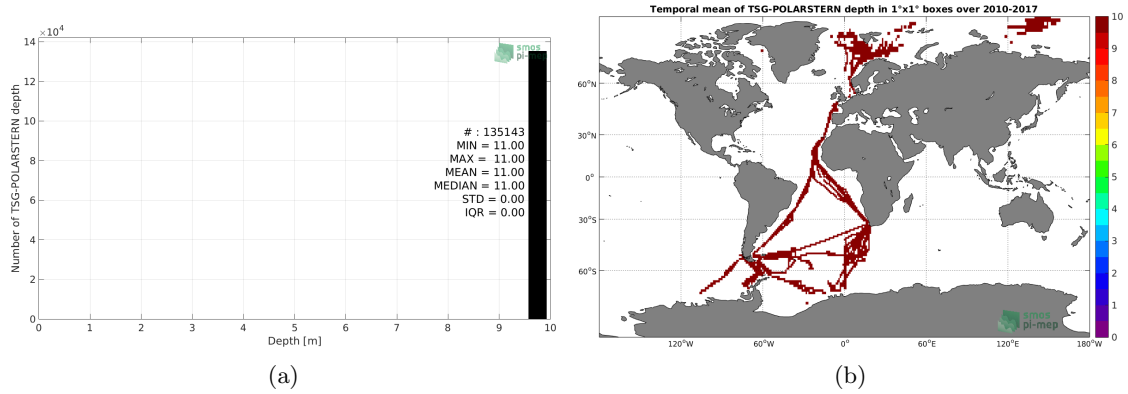 ×10⁴
14
12
10
8
6
4
2
0
Number of TSG-POLARSTERN depth
smos
pi-mep
# : 135143
MIN = 11.00
MAX = 11.00
MEAN = 11.00
MEDIAN = 11.00
STD = 0.00
IQR = 0.00
0 1 2 3 4 5 6 7 8 9 10
Depth [m]
(a)
Temporal mean of TSG-POLARSTERN depth in 1°x1° boxes over 2010-2017
60°N
30°N
0°
30°S
60°S
120°W 60°W 0° 60°W 120°W 180°W
smos
pi-mep
10
9
8
7
6
5
4
3
2
1
0
(b)